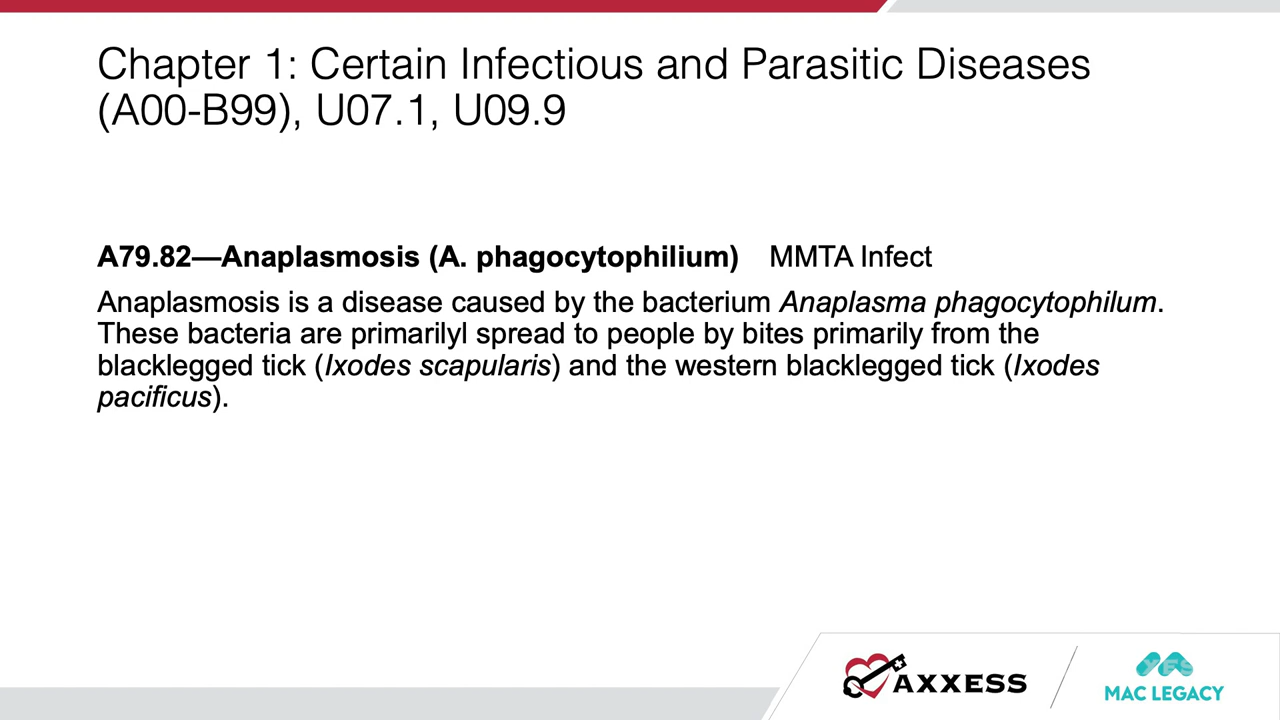 Chapter 1: Certain Infectious and Parasitic Diseases
(A00-B99), U07.1, U09.9
A79.82—Anaplasmosis (A. phagocytophilium) MMTA Infect
Anaplasmosis is a disease caused by the bacterium Anaplasma phagocytophilum.
These bacteria are primarilyl spread to people by bites primarily from the
blacklegged tick (Ixodes scapularis) and the western blacklegged tick (Ixodes
pacificus).
AXXESS
MAC LEGACY